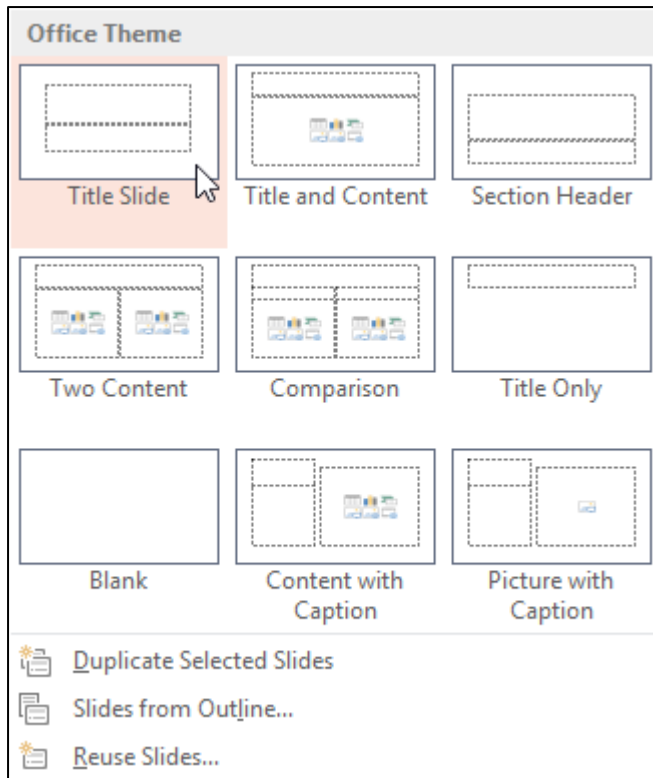 Office Theme
Title Slide
Title and Content
Section Header
Two Content
Comparison
Title Only
Blank
Content with
Caption
Picture with
Caption
Duplicate Selected Slides
Slides from Outline...
Reuse Slides...